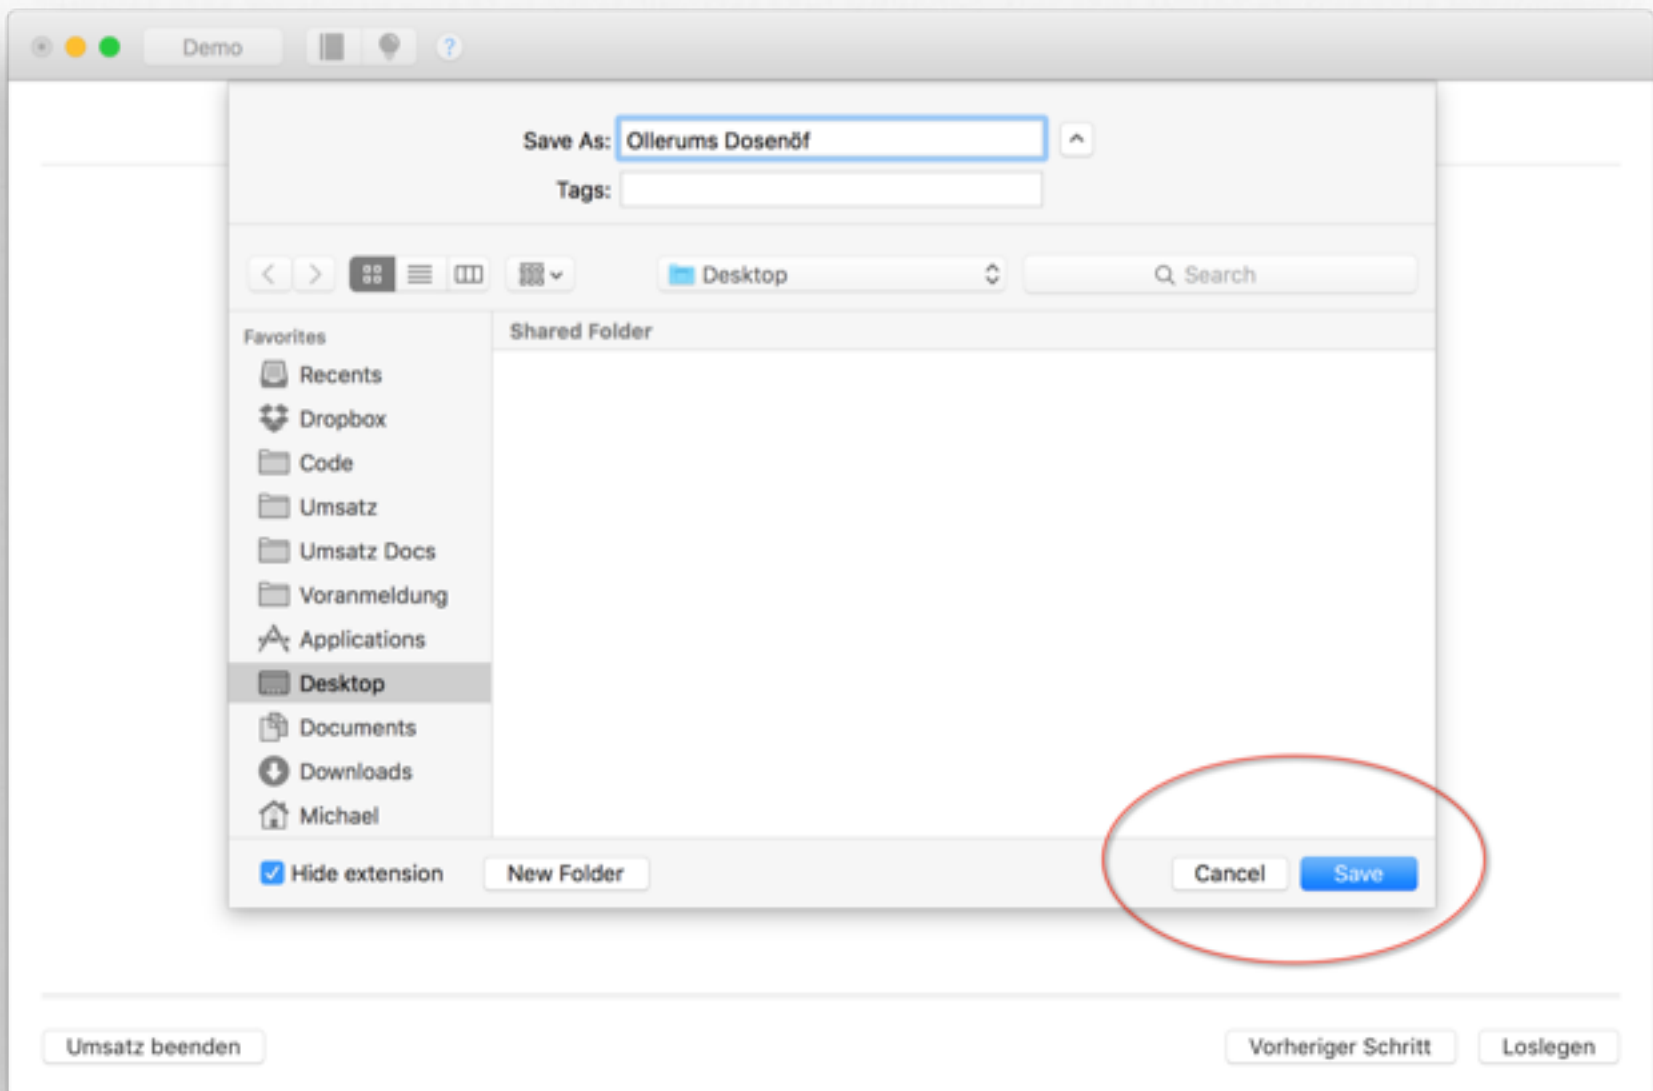 Demo ?
Save As: Ollerums Dosenöf
Tags:
Desktop Search
Favorites
Shared Folder
Recents
Dropbox
Code
Umsatz
Umsatz Docs
Voranmeldung
Applications
Desktop
Documents
Downloads
Michael
Hide extension New Folder Cancel Save
Umsatz beenden Vorheriger Schritt Loslegen